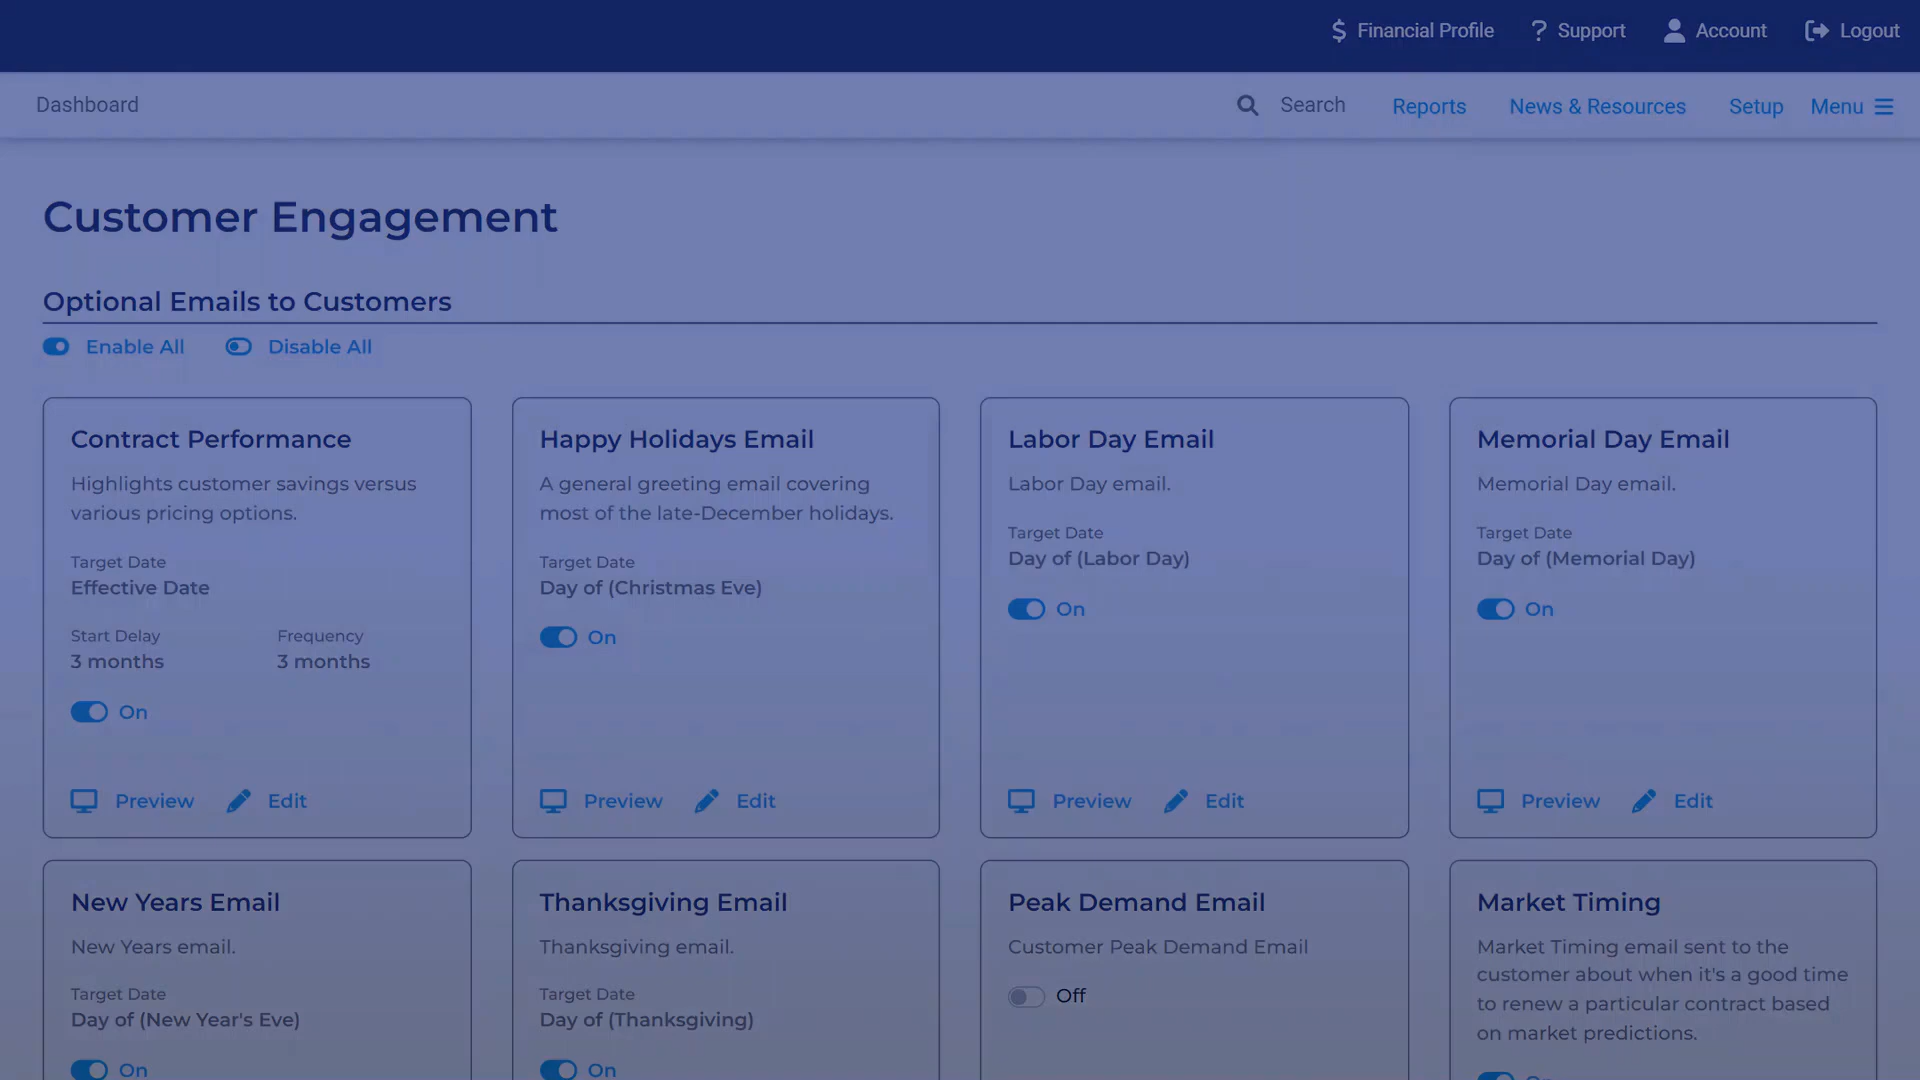 Financial Profile
Support
Account
Logout
Dashboard
Search
Reports
News & Resources
Setup
Menu
Customer Engagement
Optional Emails to Customers
Enable All
Disable All
Contract Performance
Highlights customer savings versus
various pricing options.
Target Date
Effective Date
Start Delay
3 months
Frequency
3 months
On
Preview
Edit
Happy Holidays Email
A general greeting email covering
most of the late-December holidays.
Target Date
Day of (Christmas Eve)
On
Preview
Edit
Labor Day Email
Labor Day email.
Target Date
Day of (Labor Day)
On
Preview
Edit
Memorial Day Email
Memorial Day email.
Target Date
Day of (Memorial Day)
On
Preview
Edit
New Years Email
New Years email.
Target Date
Day of (New Year's Eve)
On
Thanksgiving Email
Thanksgiving email.
Target Date
Day of (Thanksgiving)
On
Peak Demand Email
Customer Peak Demand Email
Off
Market Timing
Market Timing email sent to the
customer about when it's a good time
to renew a particular contract based
on market predictions.